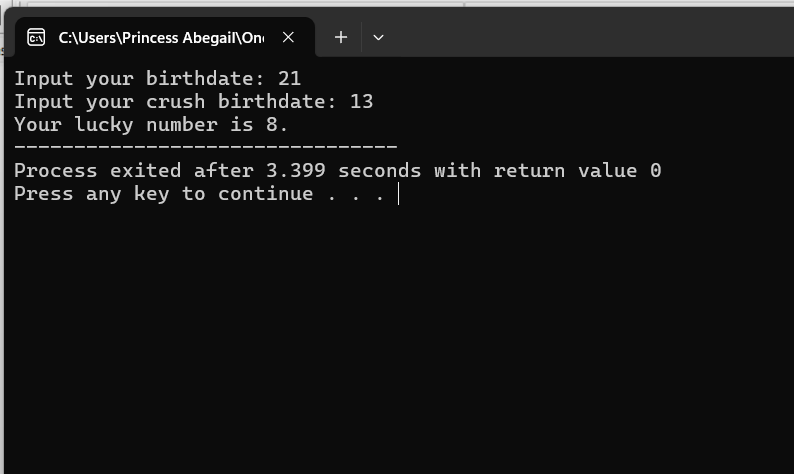 C:\Users\Princess Abegail\On
Input your birthdate: 21
Input your crush birthdate: 13
Your lucky number is 8.
--------------------------------
Process exited after 3.399 seconds with return value 0
Press any key to continue . . .